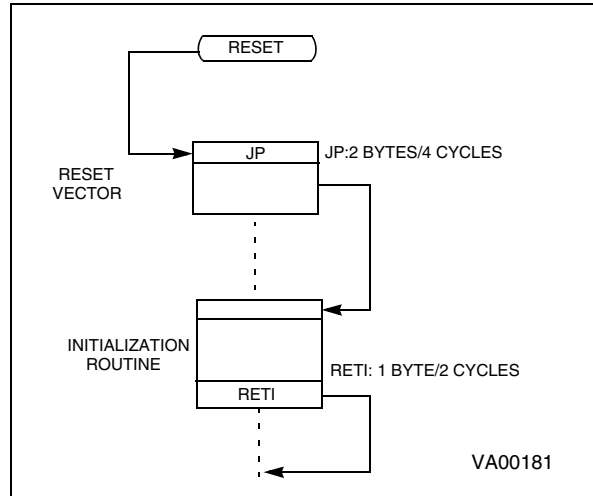 RESET
JP
JP:2 BYTES/4 CYCLES
RESET
VECTOR
INITIALIZATION
ROUTINE
RETI: 1 BYTE/2 CYCLES
RETI
VA00181